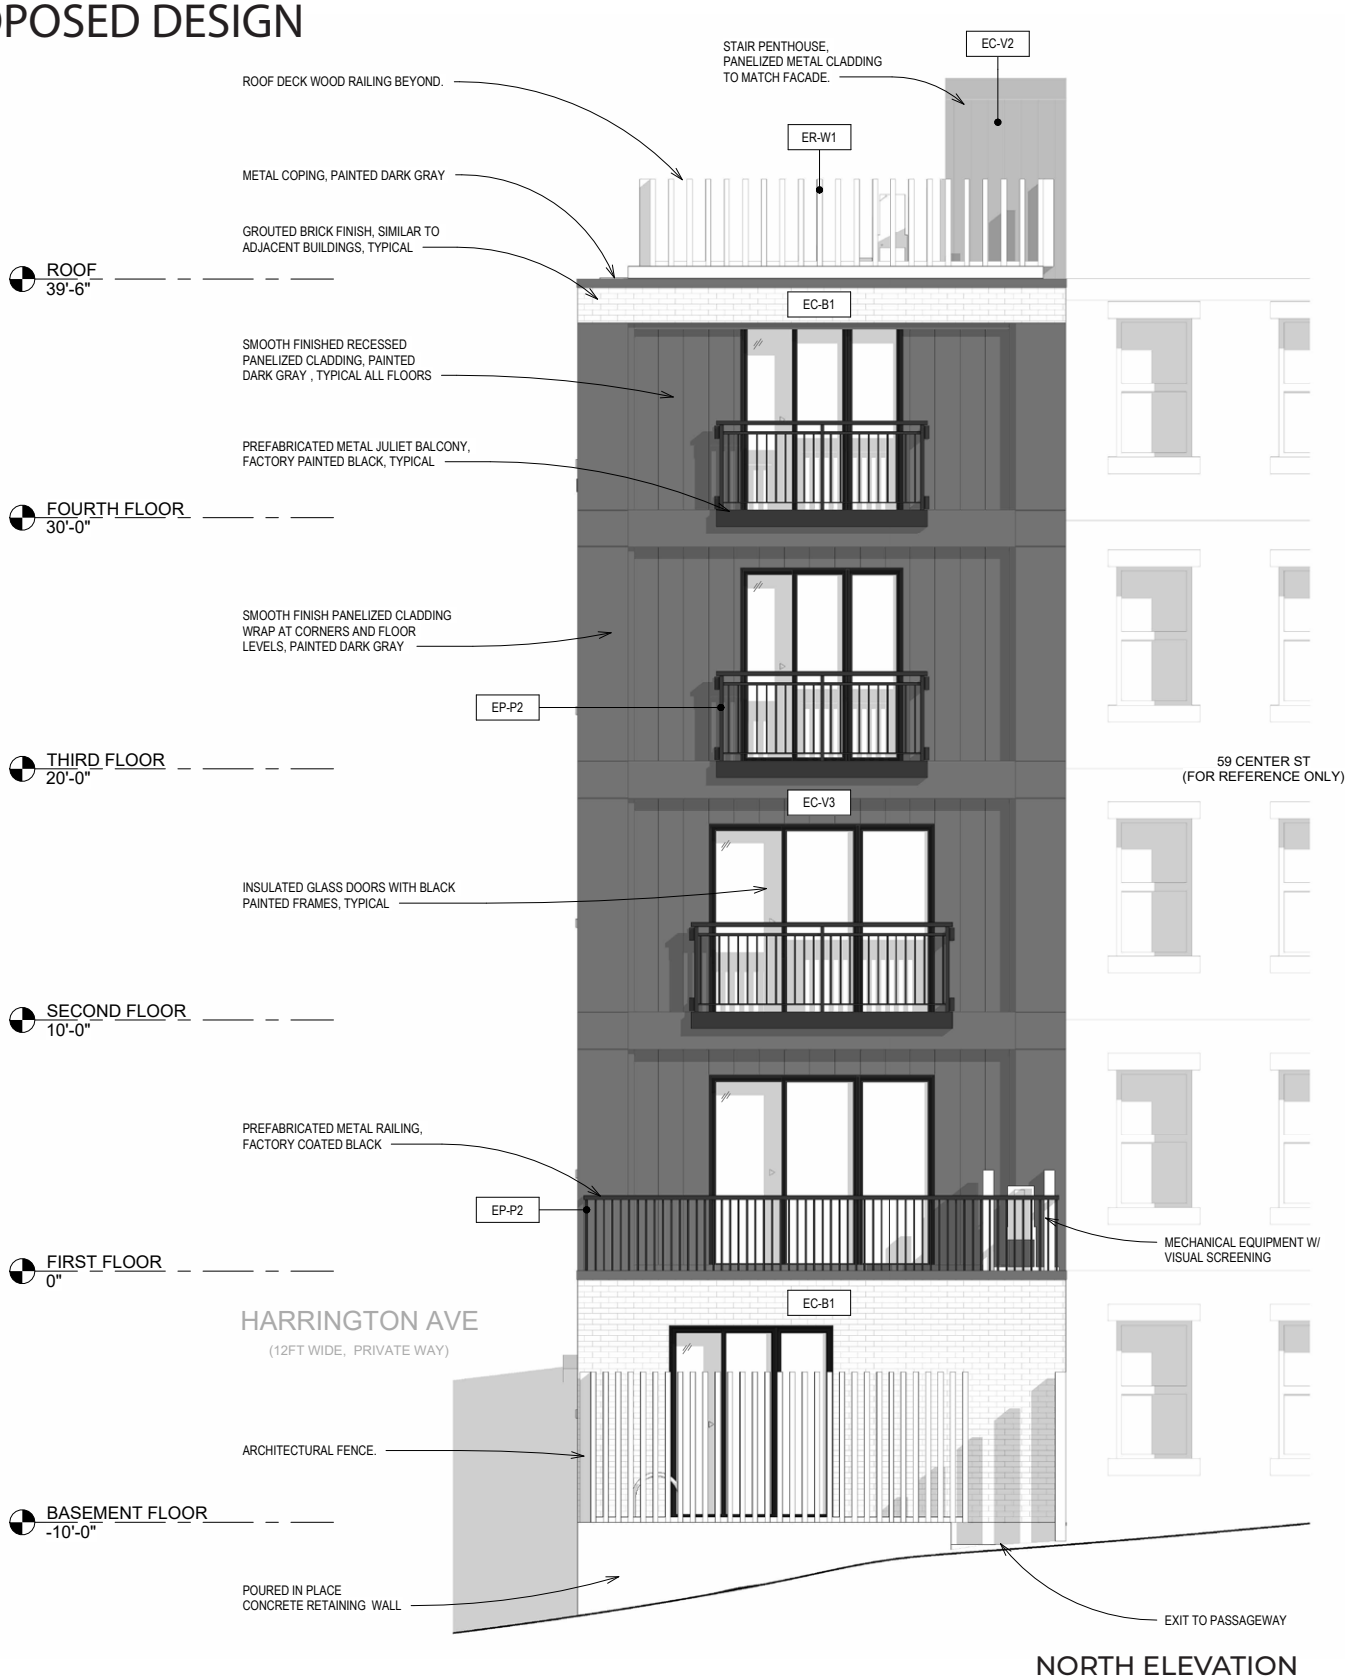 OPOSED DESIGN
STAIR PENTHOUSE,
PANELIZED METAL CLADDING
TO MATCH FACADE.
EC-V2
ROOF DECK WOOD RAILING BEYOND.
ER-W1
METAL COPING, PAINTED DARK GRAY
GROUTED BRICK FINISH, SIMILAR TO
ADJACENT BUILDINGS, TYPICAL
ROOF
39'-6"
EC-B1
SMOOTH FINISHED RECESSED
PANELIZED CLADDING, PAINTED
DARK GRAY , TYPICAL ALL FLOORS
PREFABRICATED METAL JULIET BALCONY,
FACTORY PAINTED BLACK, TYPICAL
FOURTH FLOOR
30'-0"
SMOOTH FINISH PANELIZED CLADDING
WRAP AT CORNERS AND FLOOR
LEVELS, PAINTED DARK GRAY
EP-P2
THIRD FLOOR
20'-0"
59 CENTER ST
(FOR REFERENCE ONLY)
EC-V3
INSULATED GLASS DOORS WITH BLACK
PAINTED FRAMES, TYPICAL
SECOND FLOOR
10'-0"
PREFABRICATED METAL RAILING,
FACTORY COATED BLACK
EP-P2
MECHANICAL EQUIPMENT W/
VISUAL SCREENING
FIRST FLOOR
0"
EC-B1
HARRINGTON AVE
(12FT WIDE, PRIVATE WAY)
ARCHITECTURAL FENCE.
BASEMENT FLOOR
-10'-0"
POURED IN PLACE
CONCRETE RETAINING WALL
EXIT TO PASSAGEWAY
NORTH ELEVATION